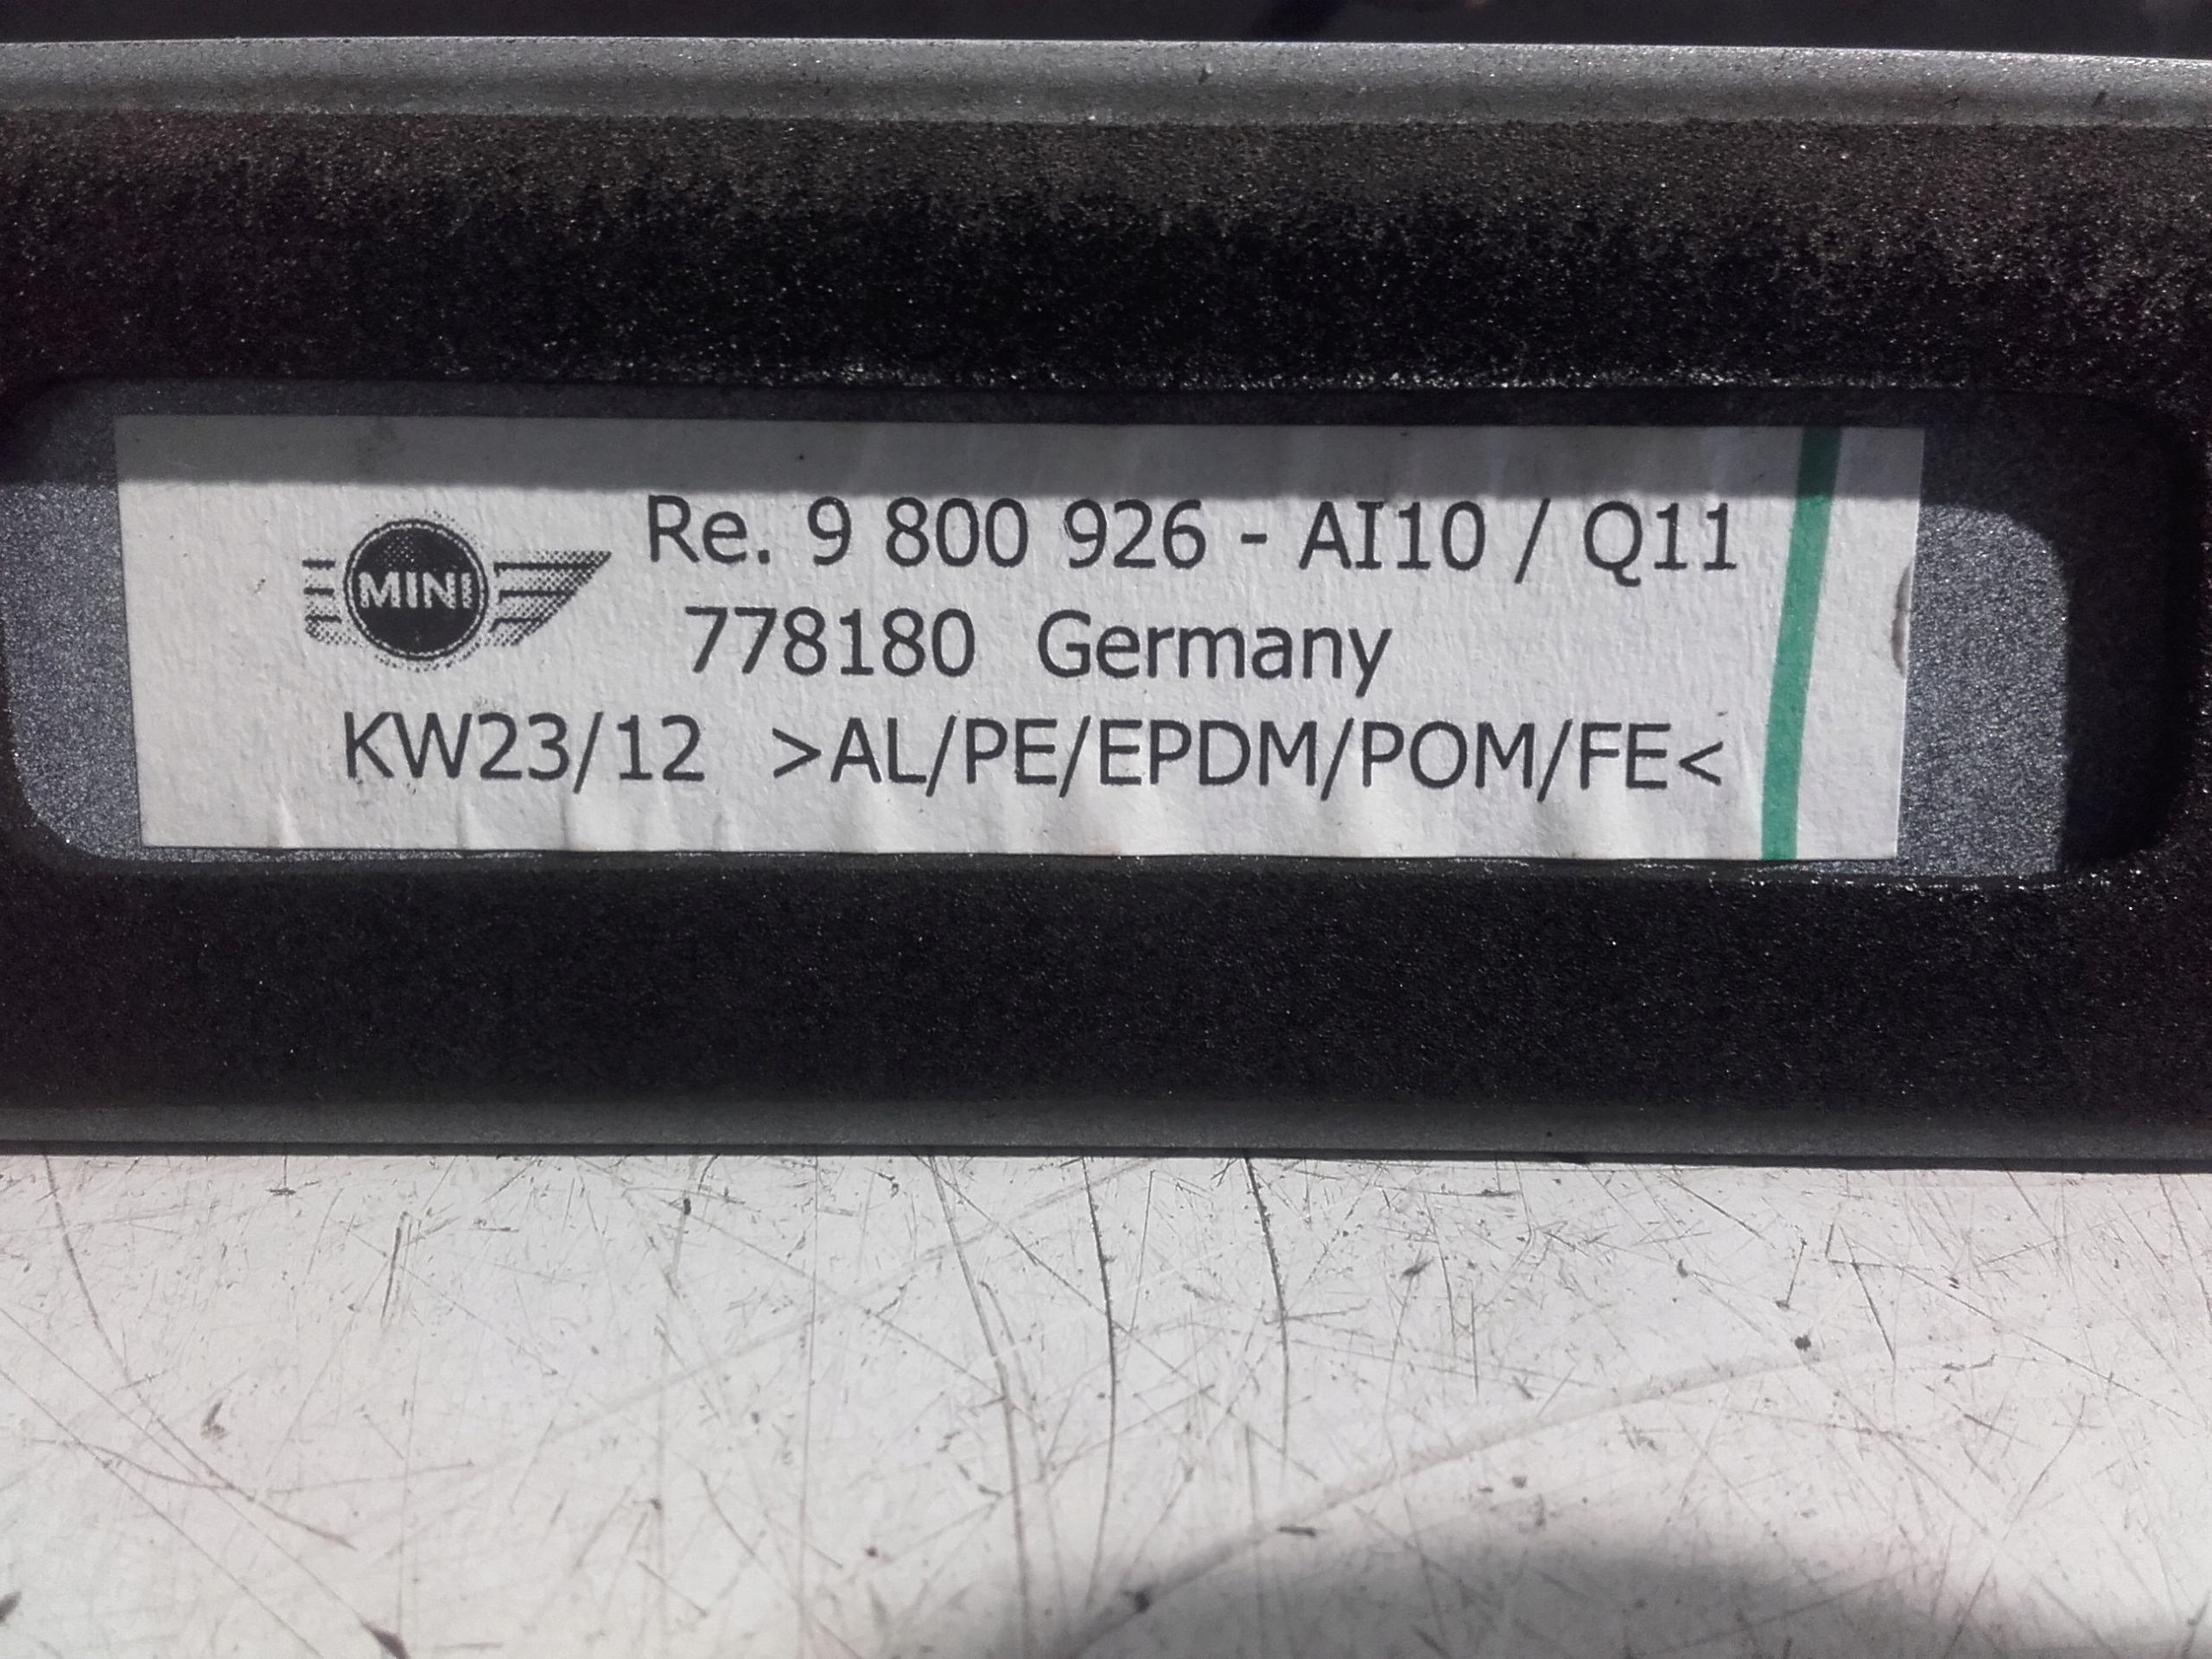 MINI
Re. 9 800 926 - AI10 / Q11
778180 Germany
KW23/12 >AL/PE/EPDM/POM/FE<